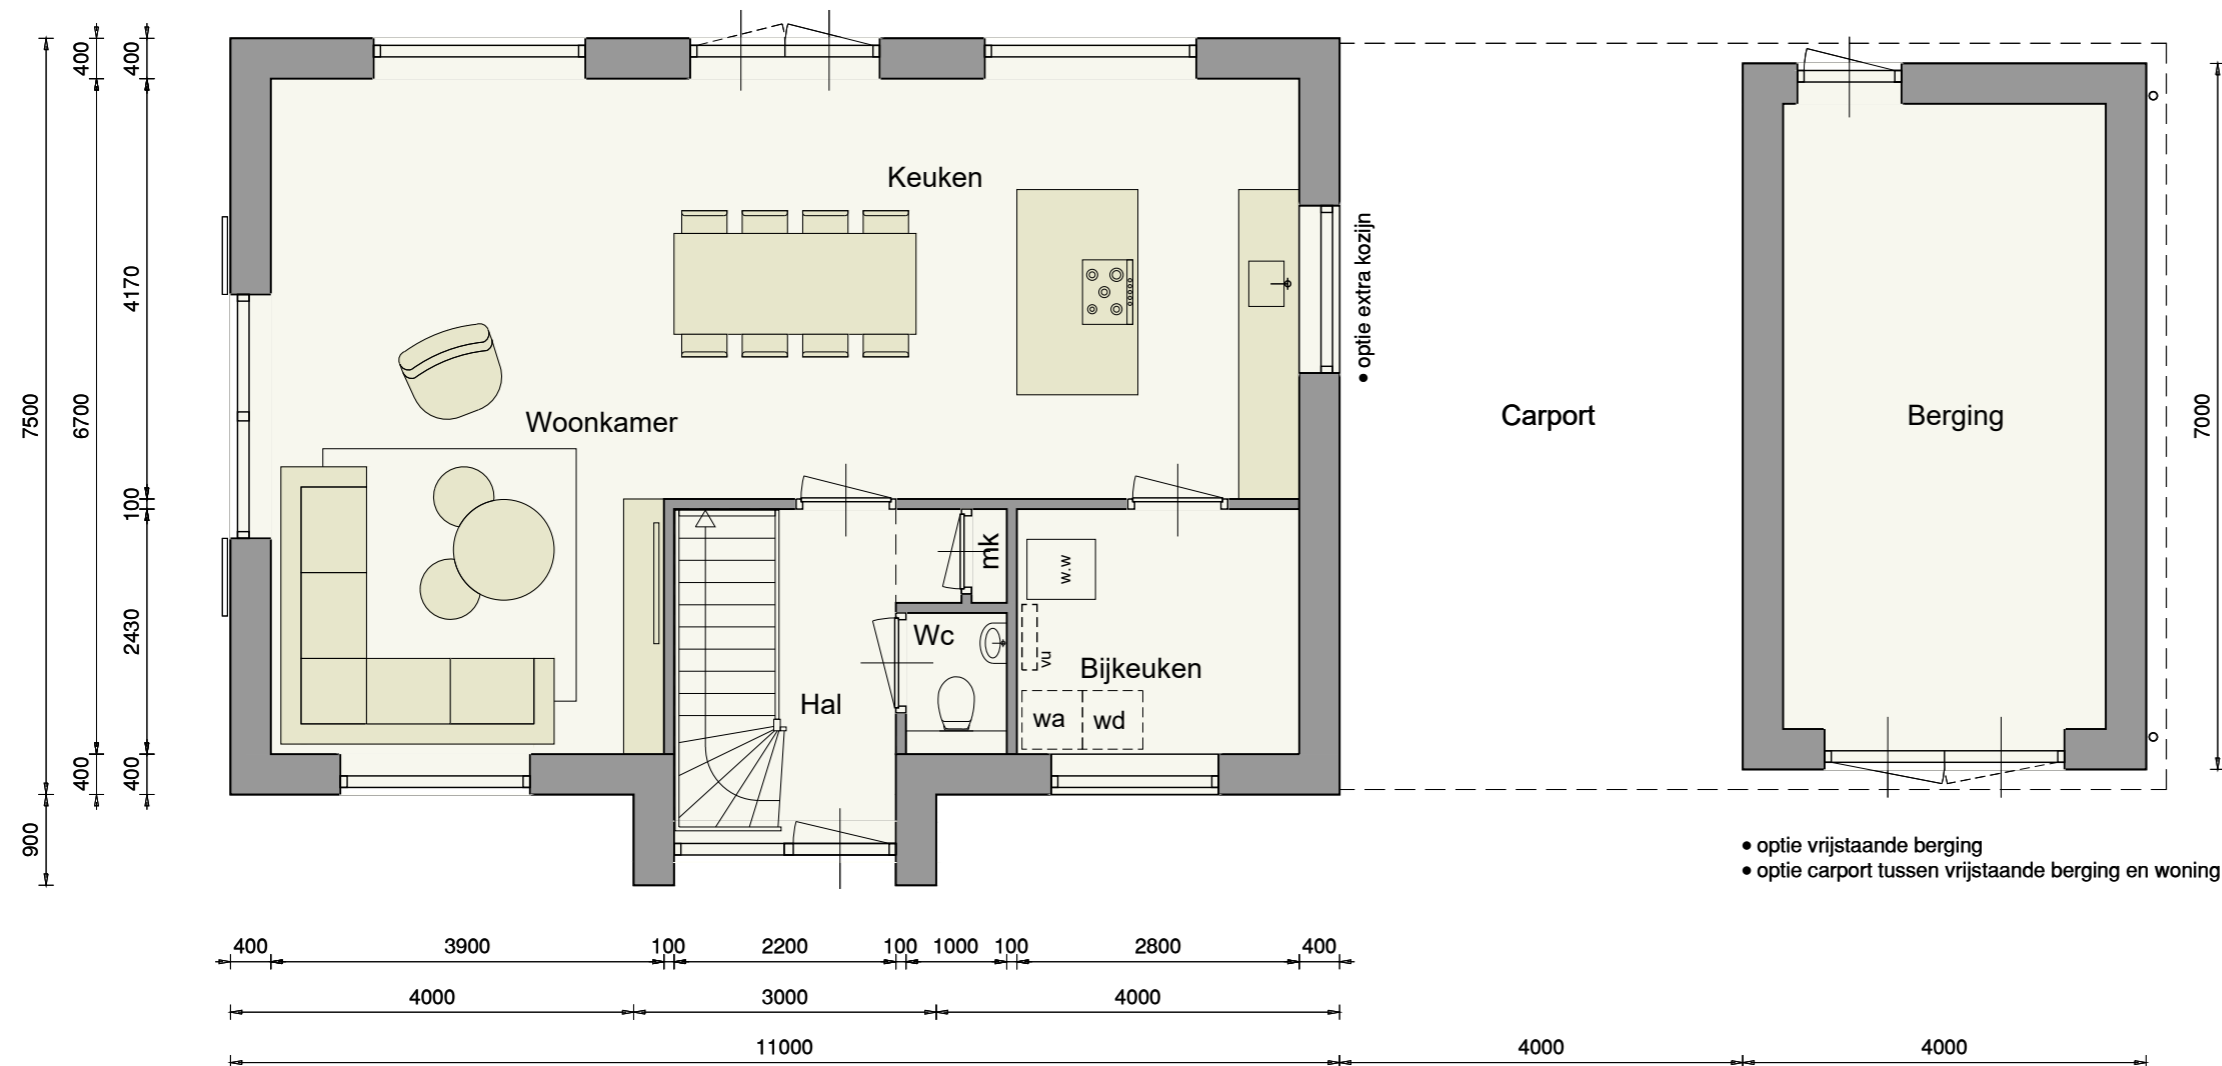 400
400
7500
6700
4170
100
2430
400
400
900
Keuken
Woonkamer
• optie extra kozijn
Carport
Berging
7000
mk
w.w
Wc
vu
Bijkeuken
Hal
wa
wd
• optie vrijstaande berging
• optie carport tussen vrijstaande berging en woning
400 3900 100 2200 100 1000 100 2800 400
4000 3000 4000
11000 4000 4000